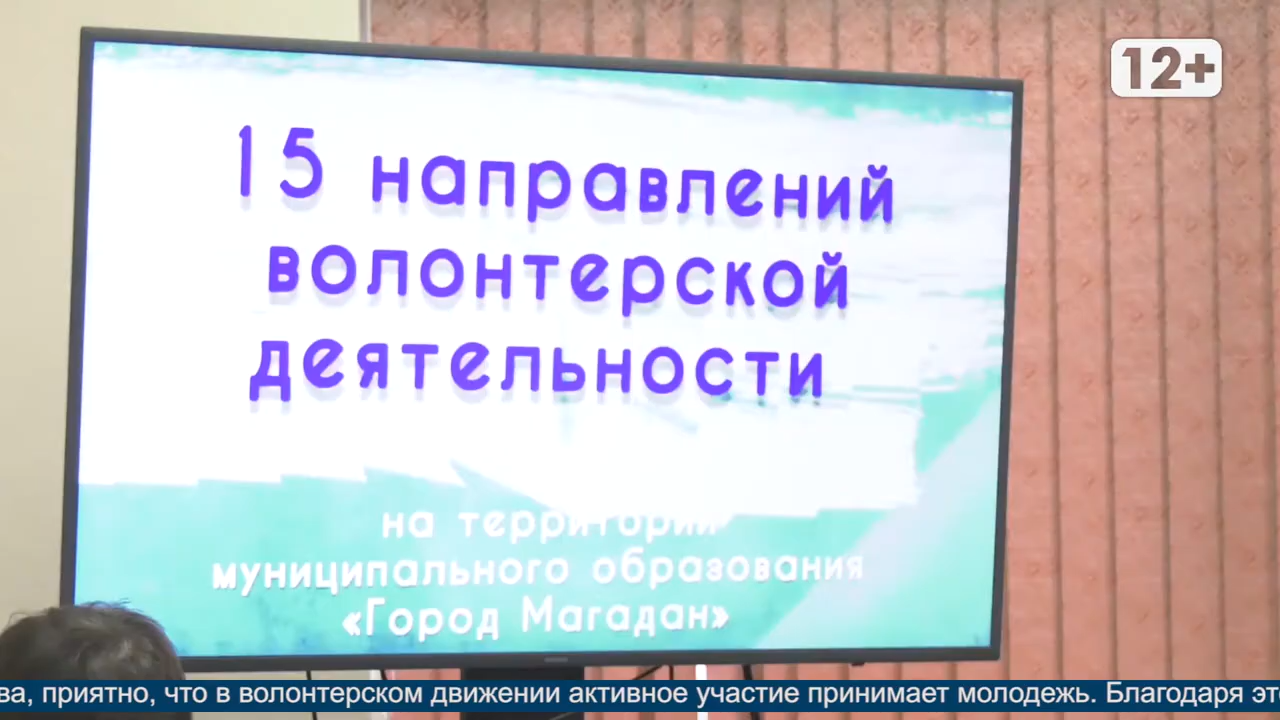 12+
15 направлений
волонтерской
деятельности
на территории
муниципального образования
«Город Магадан»
ва, приятно, что в волонтерском движении активное участие принимает молодежь. Благодаря это